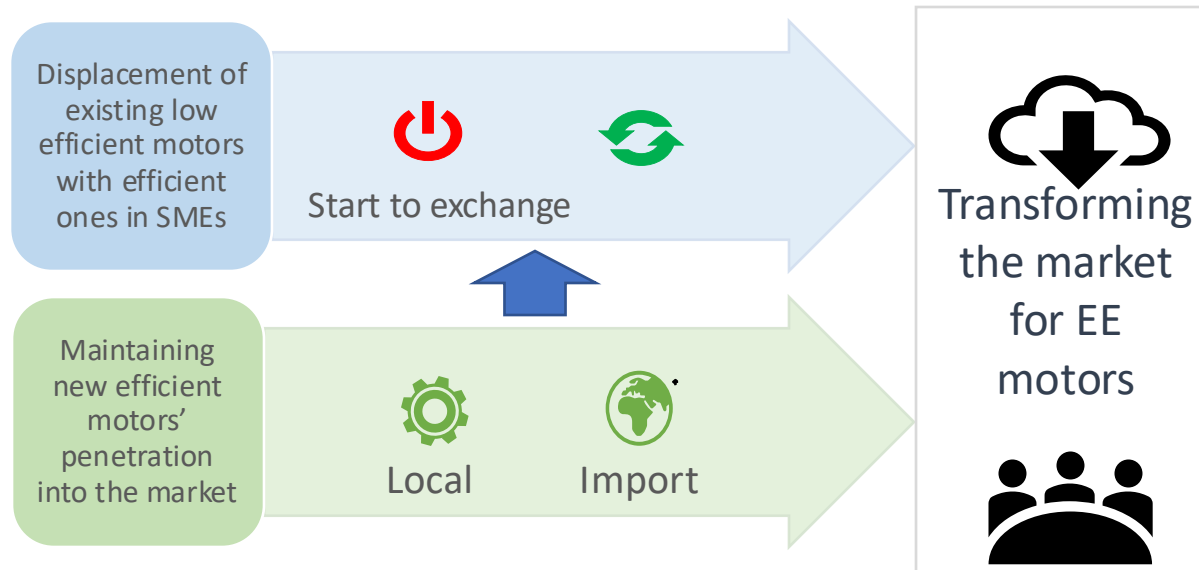 Displacement of
existing low
efficient motors
with efficient
ones in SMEs
Start to exchange
Maintaining
new efficient
motors’
penetration
into the market
Local
Import
Transforming
the market
for EE
motors